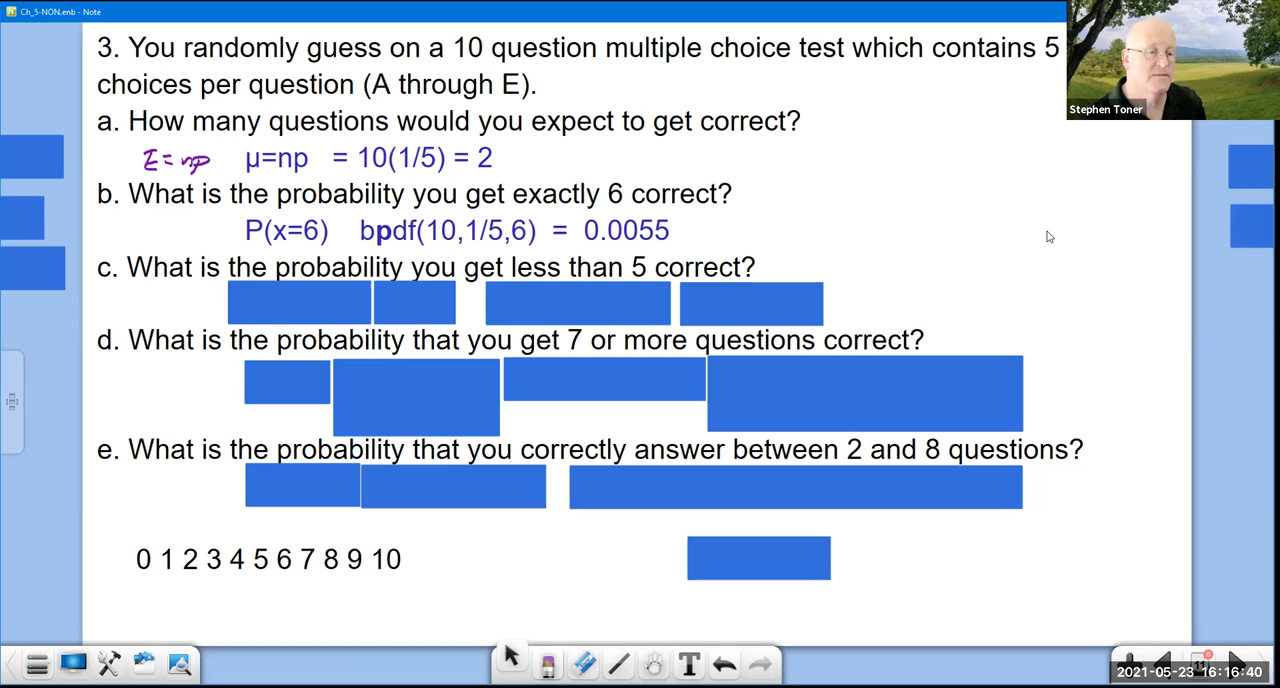 Ch_5-NON.enb - Note
3. You randomly guess on a 10 question multiple choice test which contains 5
choices per question (A through E).
Stephen Toner
a. How many questions would you expect to get correct?
E=np μ=np = 10(1/5) = 2
b. What is the probability you get exactly 6 correct?
P(x=6) bpdf(10,1/5,6) = 0.0055
c. What is the probability you get less than 5 correct?
d. What is the probability that you get 7 or more questions correct?
e. What is the probability that you correctly answer between 2 and 8 questions?
0 1 2 3 4 5 6 7 8 9 10
T
2021-05-23 16:16:40